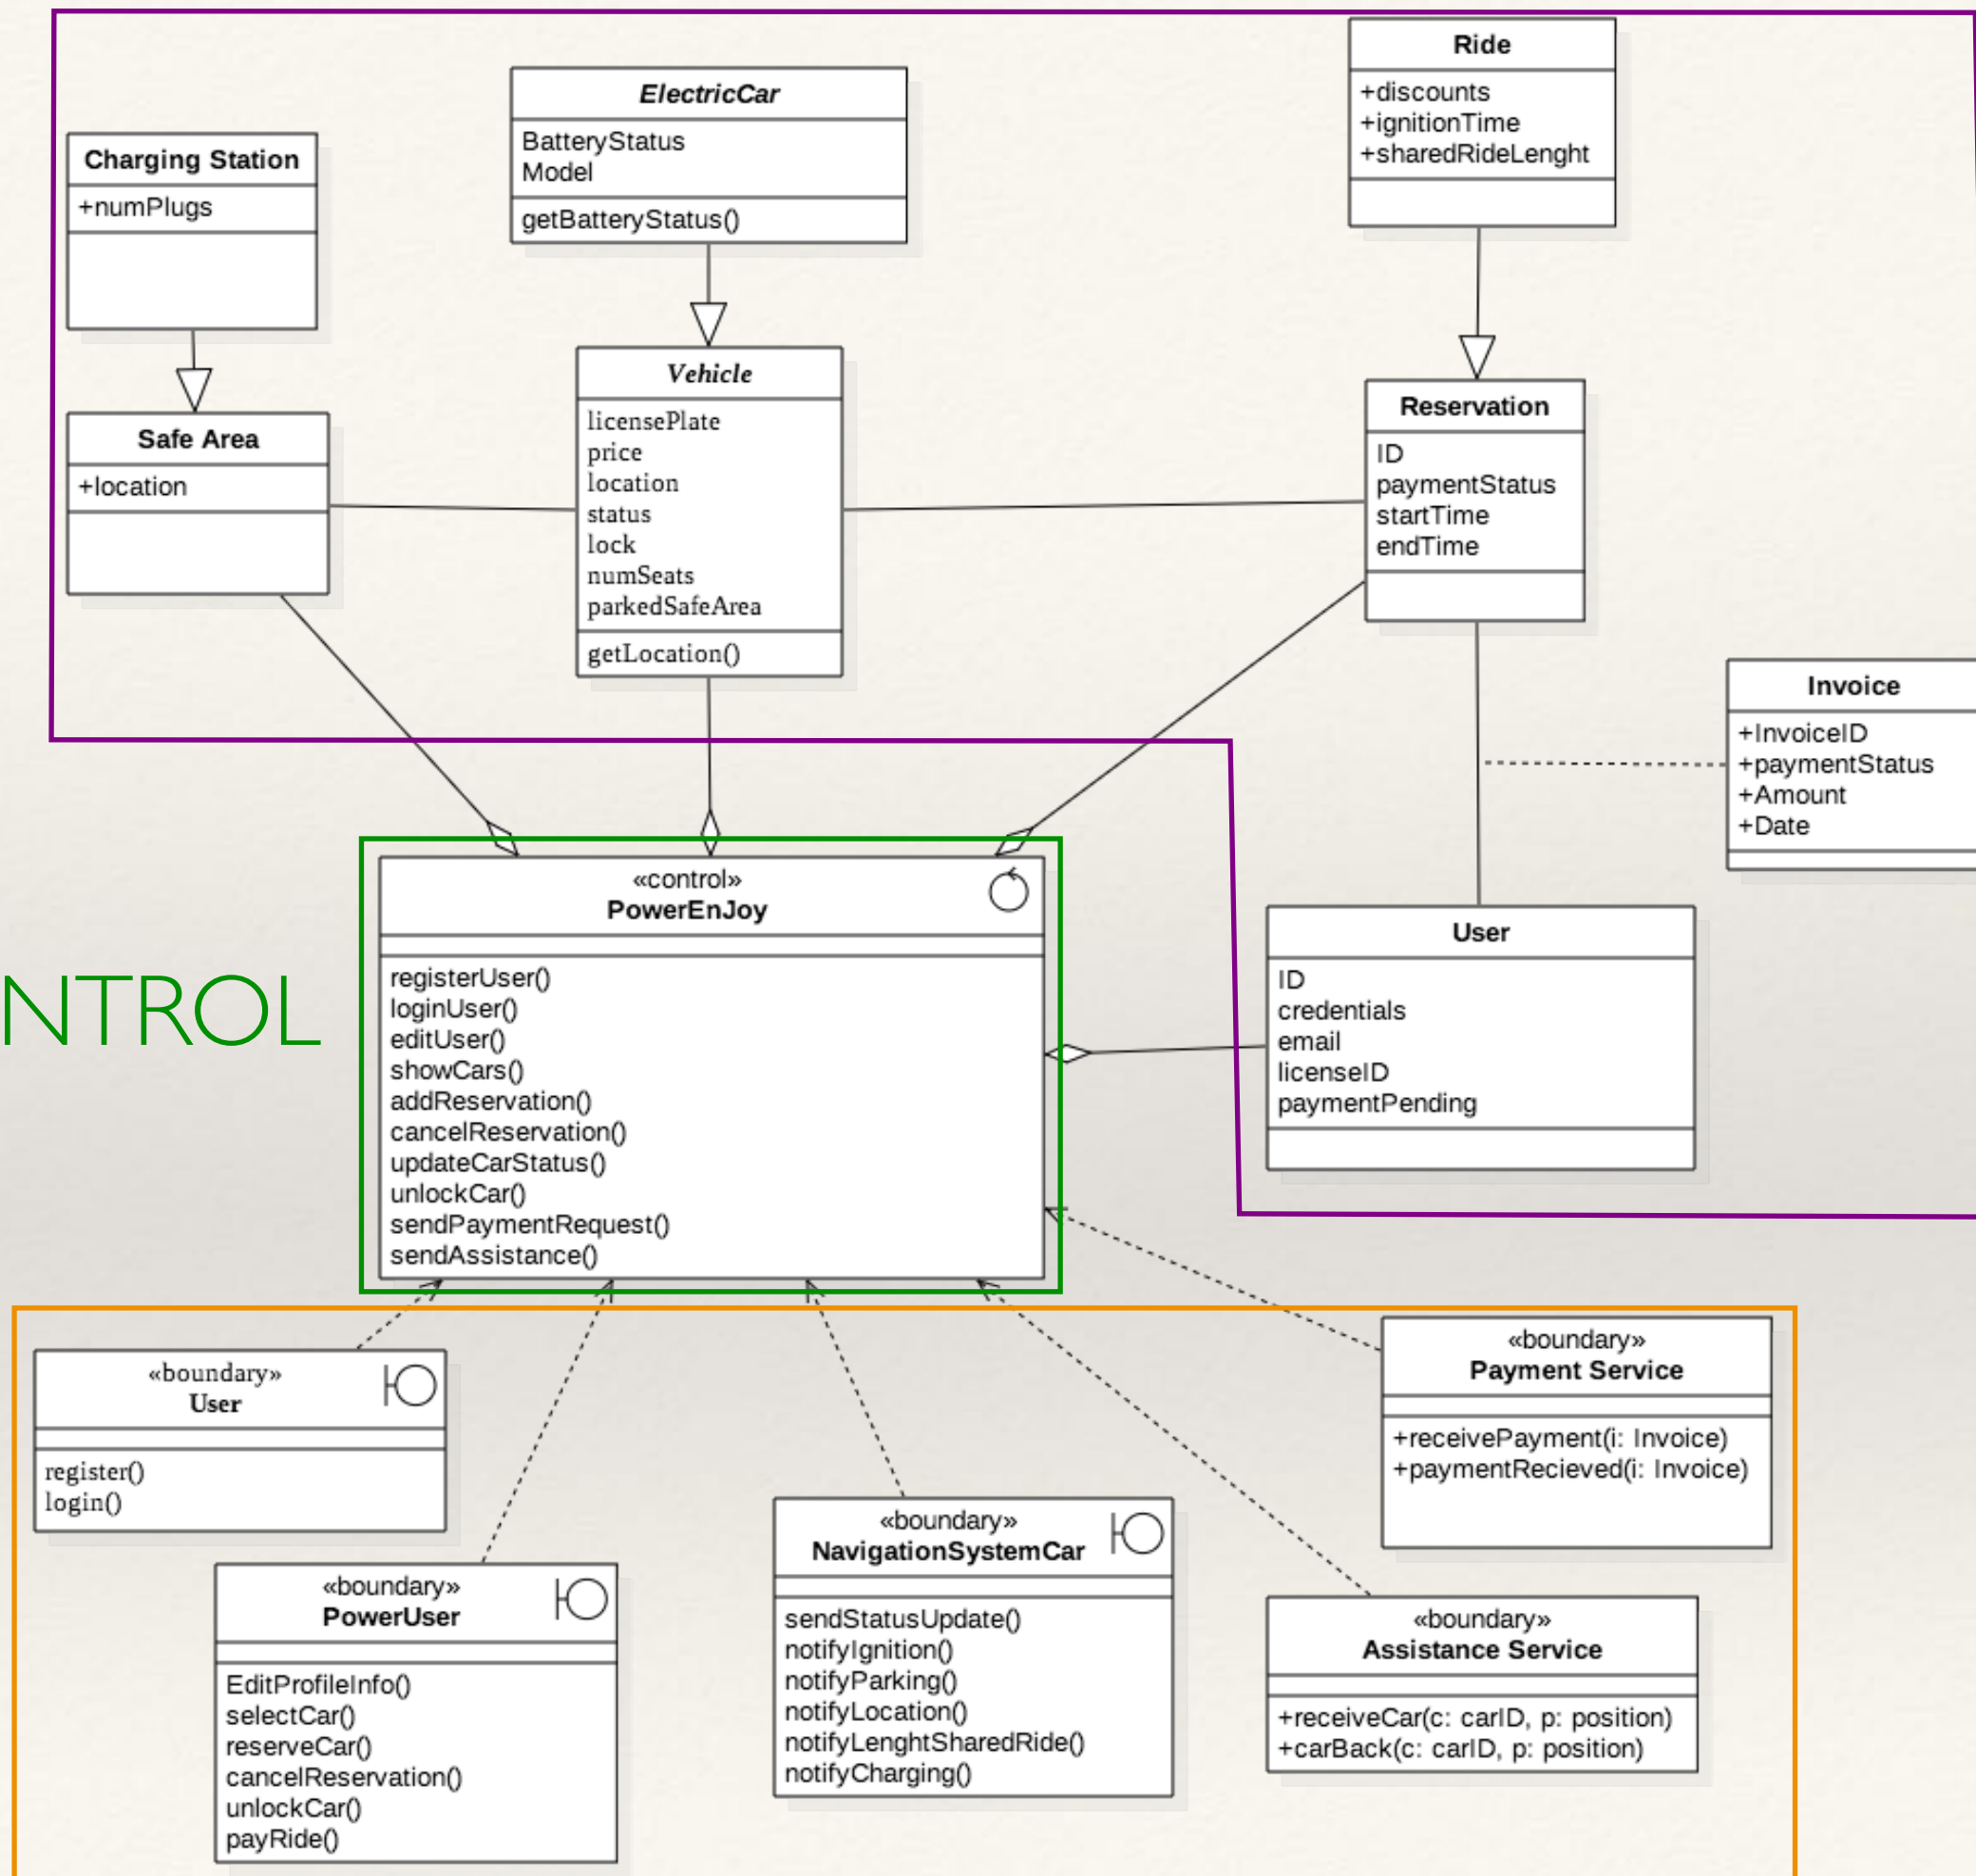 Ride
+discounts
+ignitionTime
+sharedRideLenght
ElectricCar
BatteryStatus
Model
getBatteryStatus()
Charging Station
+numPlugs
Vehicle
licensePlate
price
location
status
lock
numSeats
parkedSafeArea
getLocation()
Reservation
ID
paymentStatus
startTime
endTime
Safe Area
+location
Invoice
+InvoiceID
+paymentStatus
+Amount
+Date
«control»
PowerEnJoy
registerUser()
loginUser()
editUser()
showCars()
addReservation()
cancelReservation()
updateCarStatus()
unlockCar()
sendPaymentRequest()
sendAssistance()
NTROL
User
ID
credentials
email
licenseID
paymentPending
«boundary»
User
register()
login()
«boundary»
Payment Service
+receivePayment(i: Invoice)
+paymentRecieved(i: Invoice)
«boundary»
NavigationSystemCar
sendStatusUpdate()
notifyIgnition()
notifyParking()
notifyLocation()
notifyLenghtSharedRide()
notifyCharging()
«boundary»
PowerUser
EditProfileInfo()
selectCar()
reserveCar()
cancelReservation()
unlockCar()
payRide()
«boundary»
Assistance Service
+receiveCar(c: carID, p: position)
+carBack(c: carID, p: position)